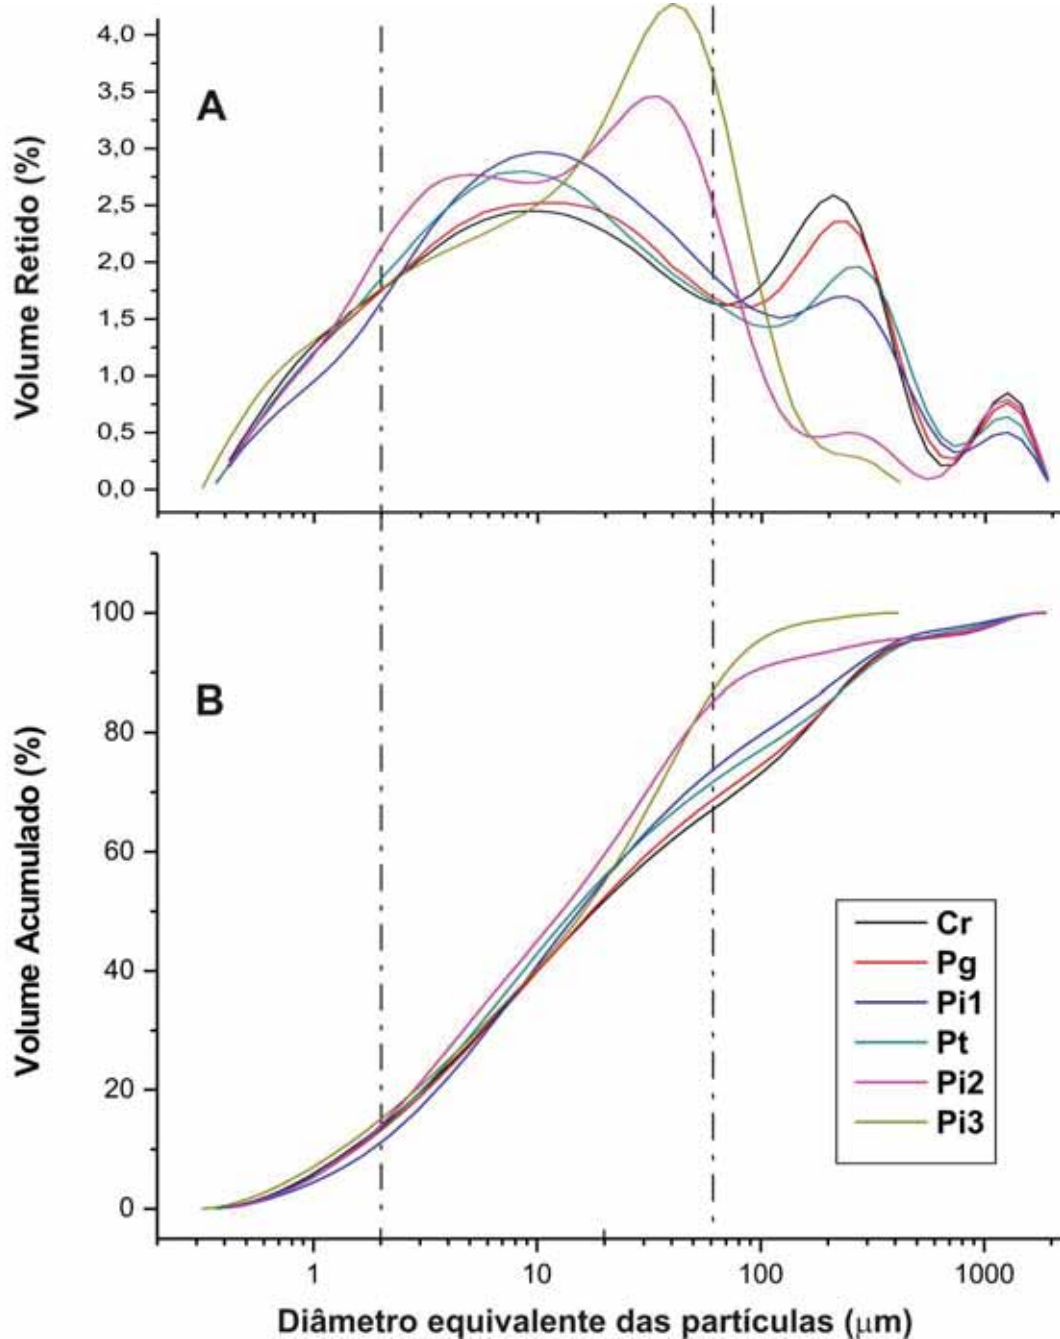 4,0
3,5
3,0
2,5
2,0
1,5
1,0
0,5
0,0
Volume Retido (%)
A
100
80
60
40
20
0
Volume Acumulado (%)
B
Cr
Pg
Pi1
Pt
Pi2
Pi3
1 10 100 1000
Diâmetro equivalente das partículas (μm)